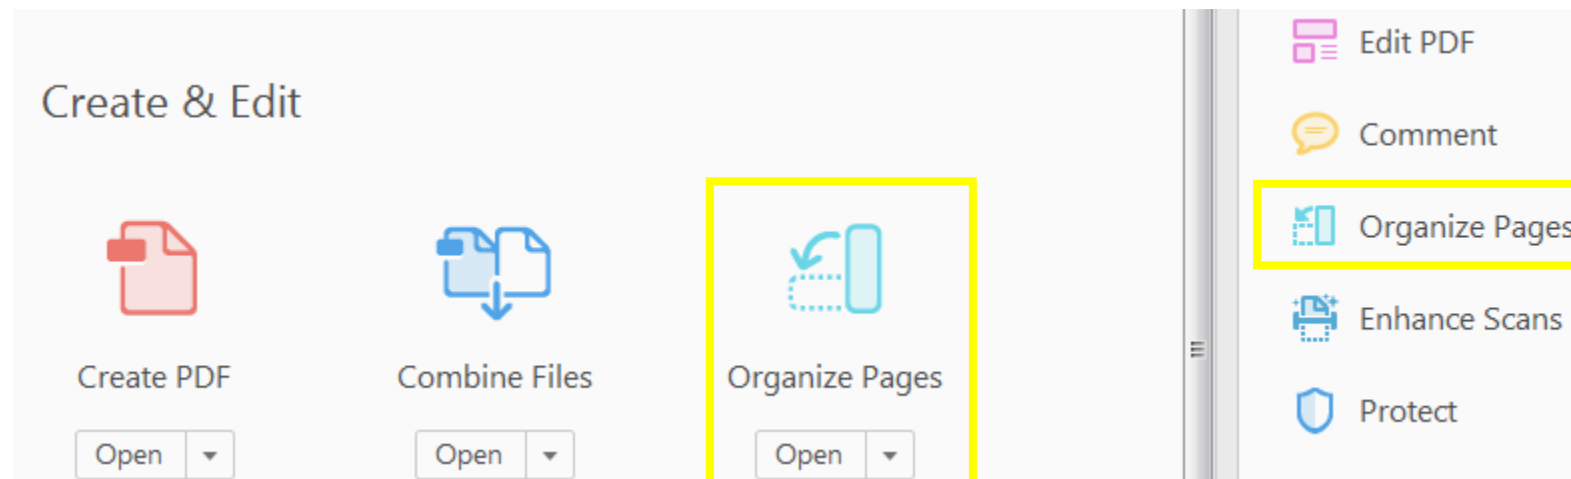 Create & Edit
Create PDF
Combine Files
Organize Pages
Open
Open
Open
Edit PDF
Comment
Organize Pages
Enhance Scans
Protect